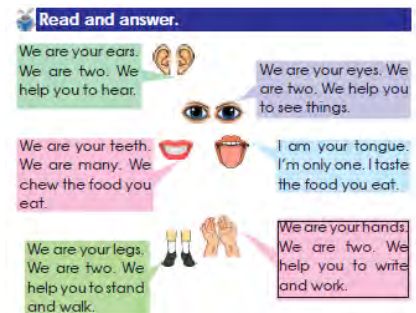 Read and answer.
We are your ears.
We are two. We
help you to hear.
We are your eyes. We
are two. We help you
to see things.
We are your teeth.
We are many. We
chew the food you
eat.
I am your tongue.
I'm only one. I taste
the food you eat.
We are your hands.
We are two. We
help you to write
and work.
We are your legs.
We are two. We
help you to stand
and walk.